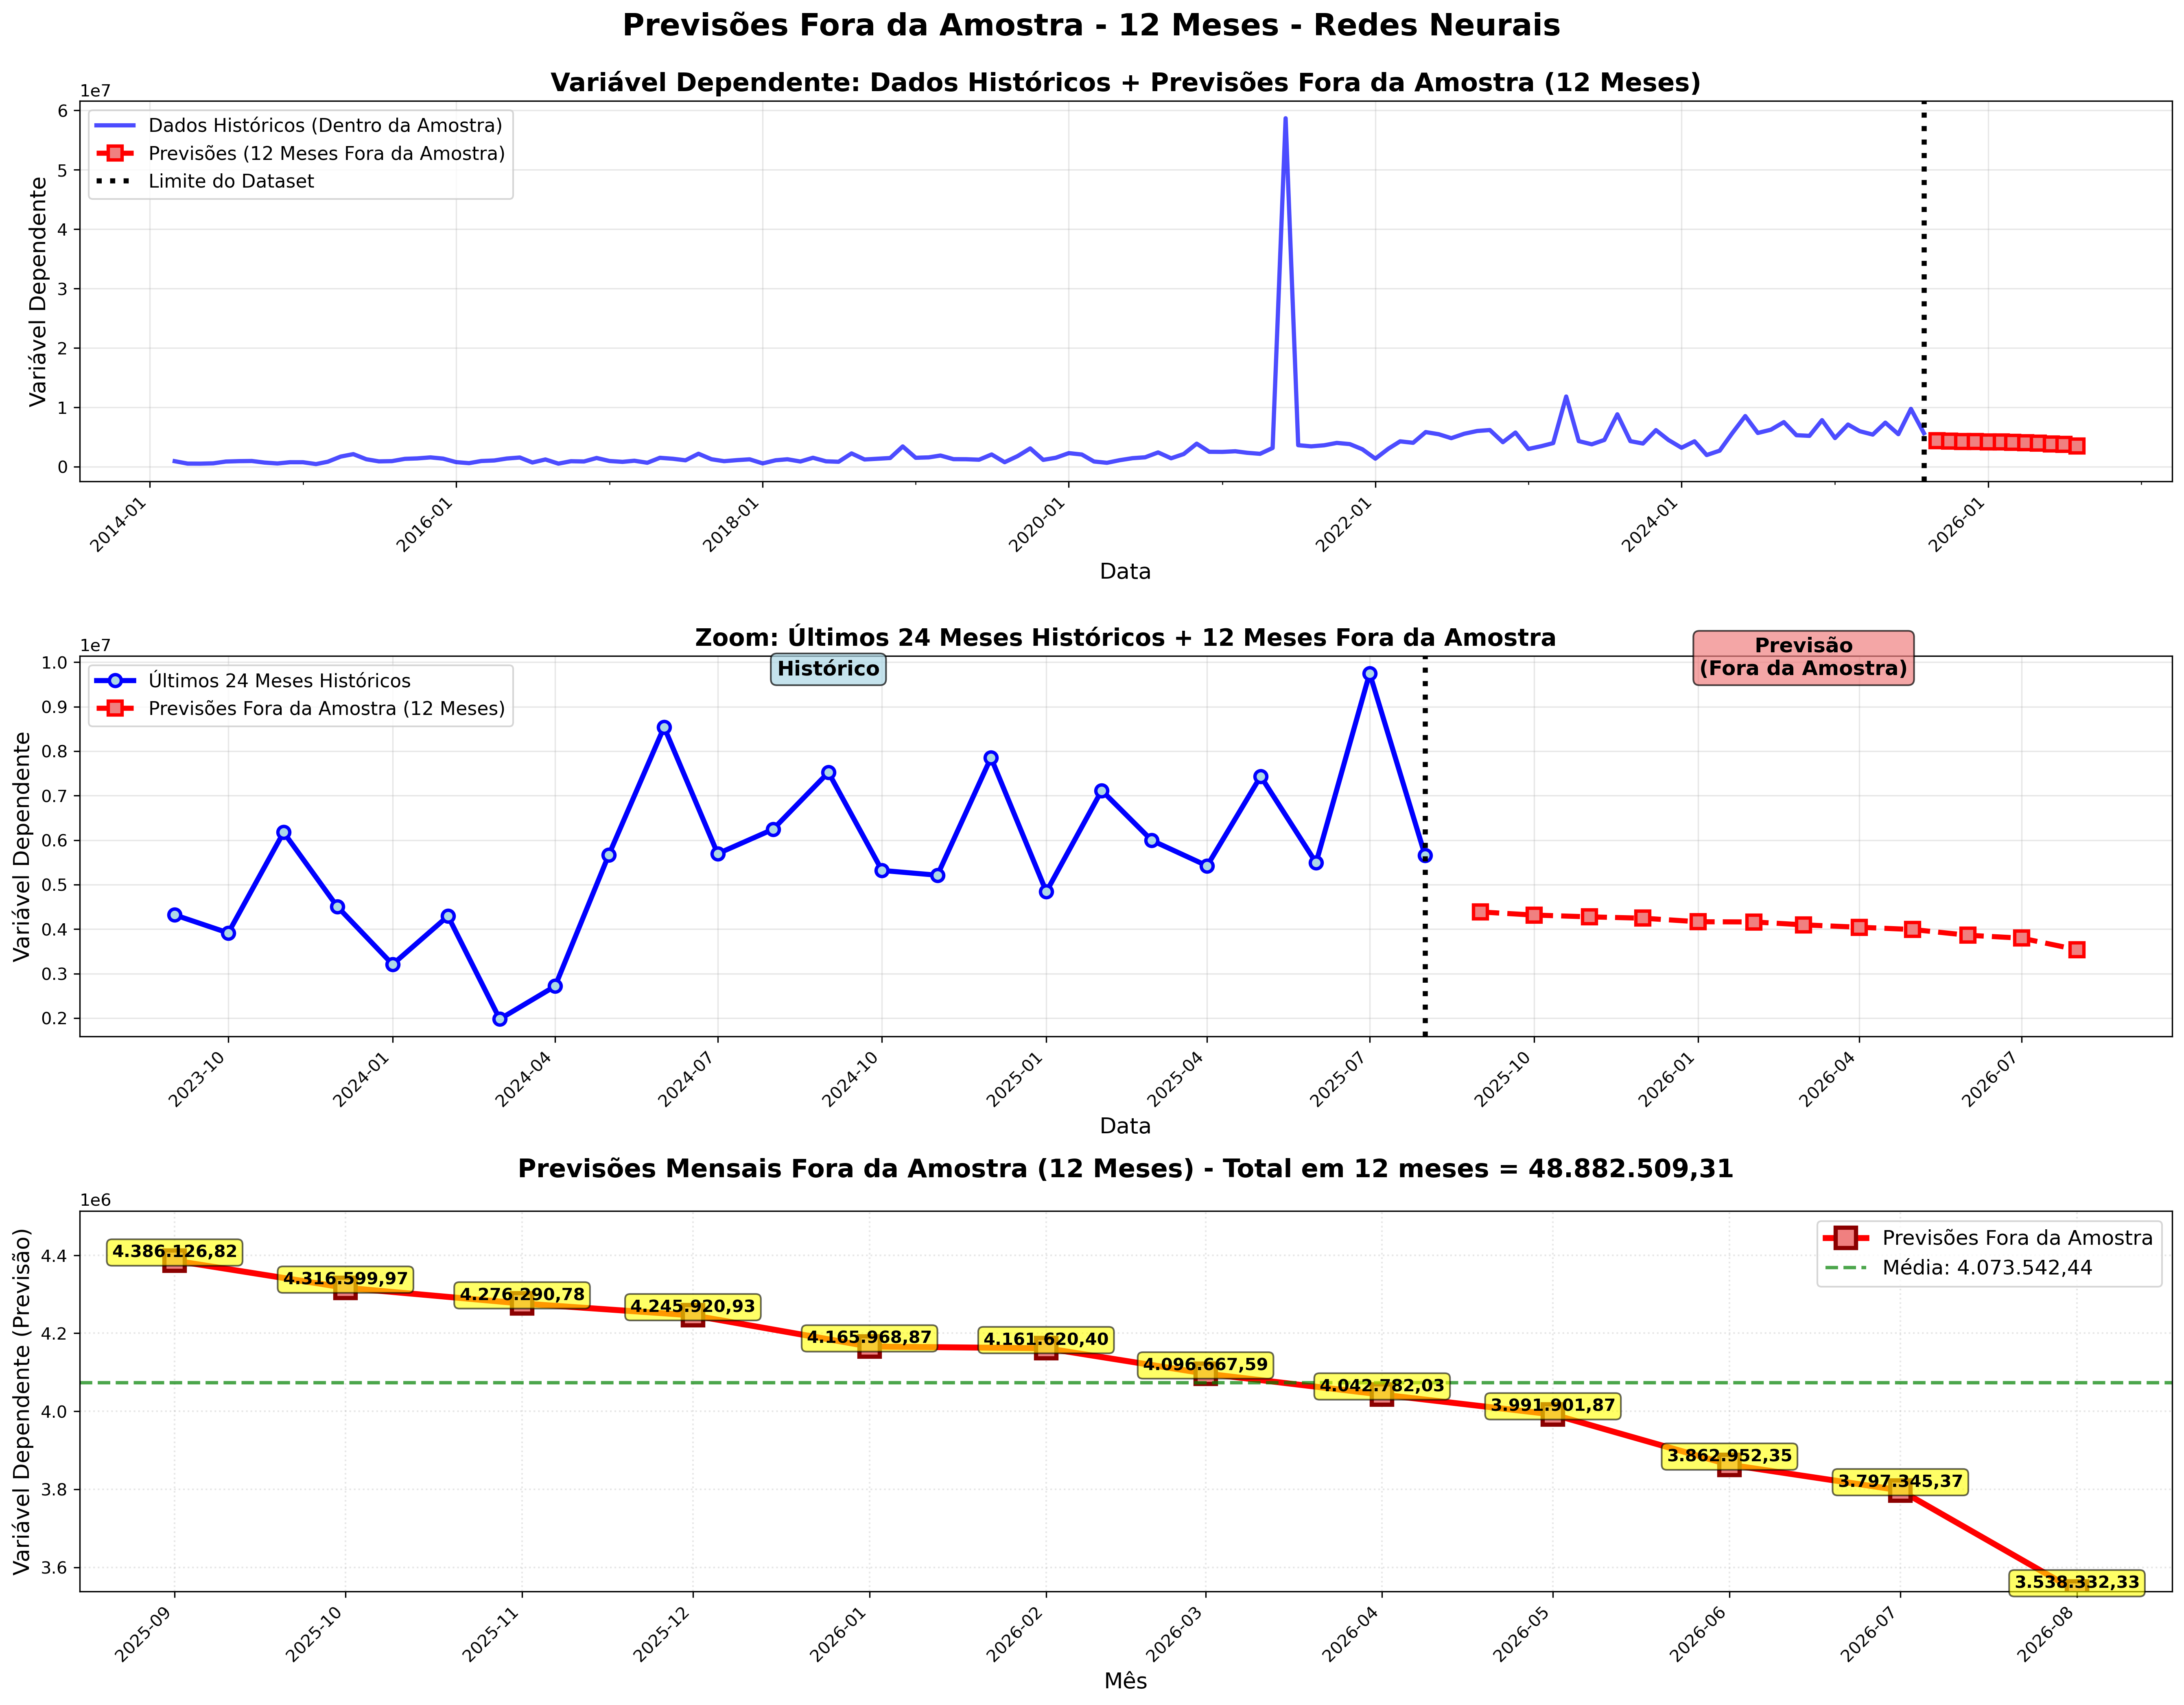 Previsões Fora da Amostra - 12 Meses - Redes Neurais
Variável Dependente: Dados Históricos + Previsões Fora da Amostra (12 Meses)
1e7
Dados Históricos (Dentro da Amostra)
Previsões (12 Meses Fora da Amostra)
Limite do Dataset
Variável Dependente
6
5
4
3
2
1
0
2014-01
2016-01
2018-01
2020-01
2022-01
2024-01
2026-01
Data
Zoom: Últimos 24 Meses Históricos + 12 Meses Fora da Amostra
1e7
Últimos 24 Meses Históricos
Previsões Fora da Amostra (12 Meses)
Histórico
Previsão
(Fora da Amostra)
Variável Dependente
1.0
0.9
0.8
0.7
0.6
0.5
0.4
0.3
0.2
2023-10
2024-01
2024-04
2024-07
2024-10
2025-01
2025-04
2025-07
2025-10
2026-01
2026-04
2026-07
Data
Previsões Mensais Fora da Amostra (12 Meses) - Total em 12 meses = 48.882.509,31
1e6
Previsões Fora da Amostra
Média: 4.073.542,44
Variável Dependente (Previsão)
4.4
4.2
4.0
3.8
3.6
4.386.126,82
4.316.599,97
4.276.290,78
4.245.920,93
4.165.968,87
4.161.620,40
4.096.667,59
4.042.782,03
3.991.901,87
3.862.952,35
3.797.345,37
3.538.332,33
2025-09
2025-10
2025-11
2025-12
2026-01
2026-02
2026-03
2026-04
2026-05
2026-06
2026-07
2026-08
Mês